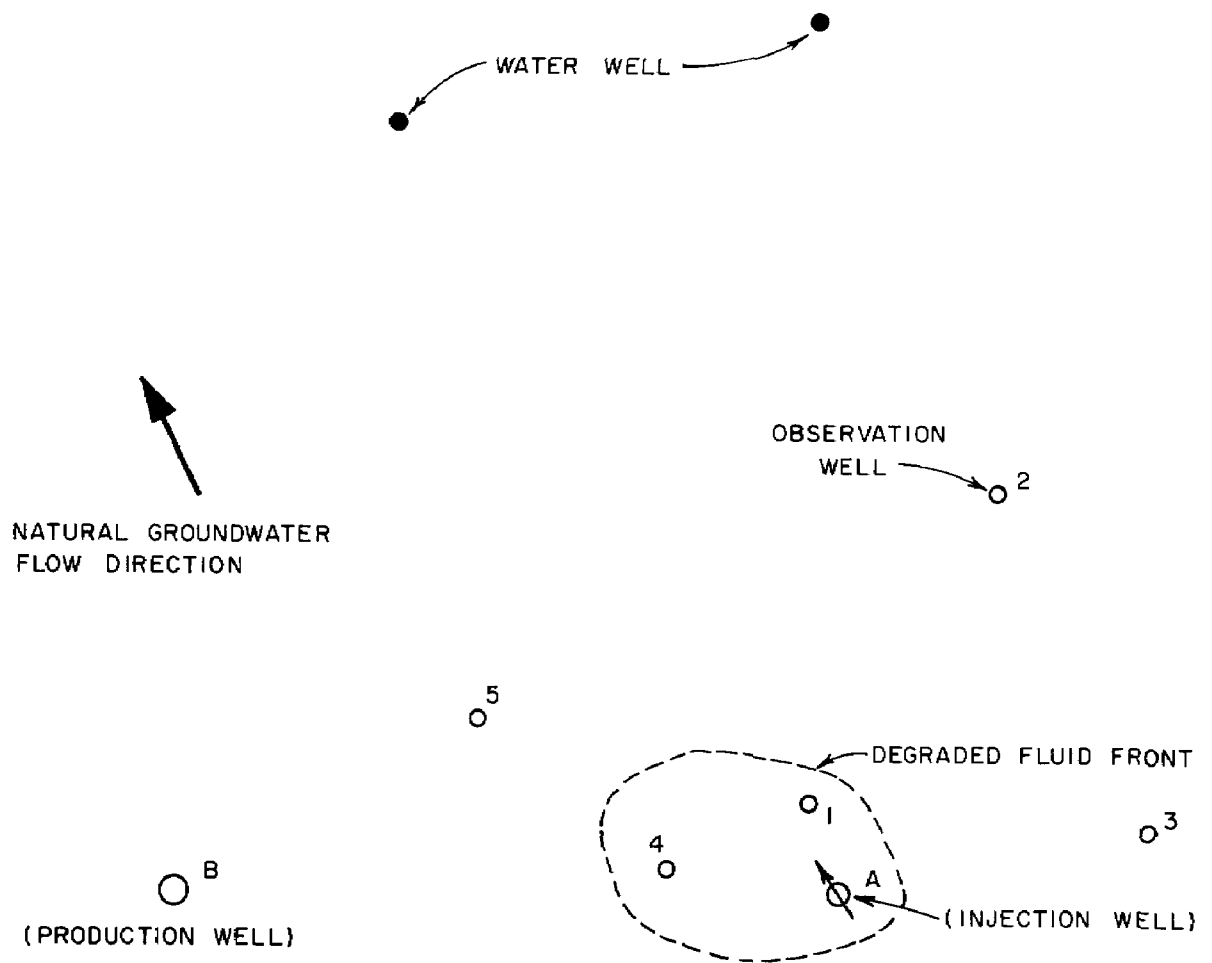 WATER WELL
OBSERVATION
WELL
2
NATURAL GROUNDWATER
FLOW DIRECTION
5
DEGRADED FLUID FRONT
1
3
4
B
A
(PRODUCTION WELL)
(INJECTION WELL)